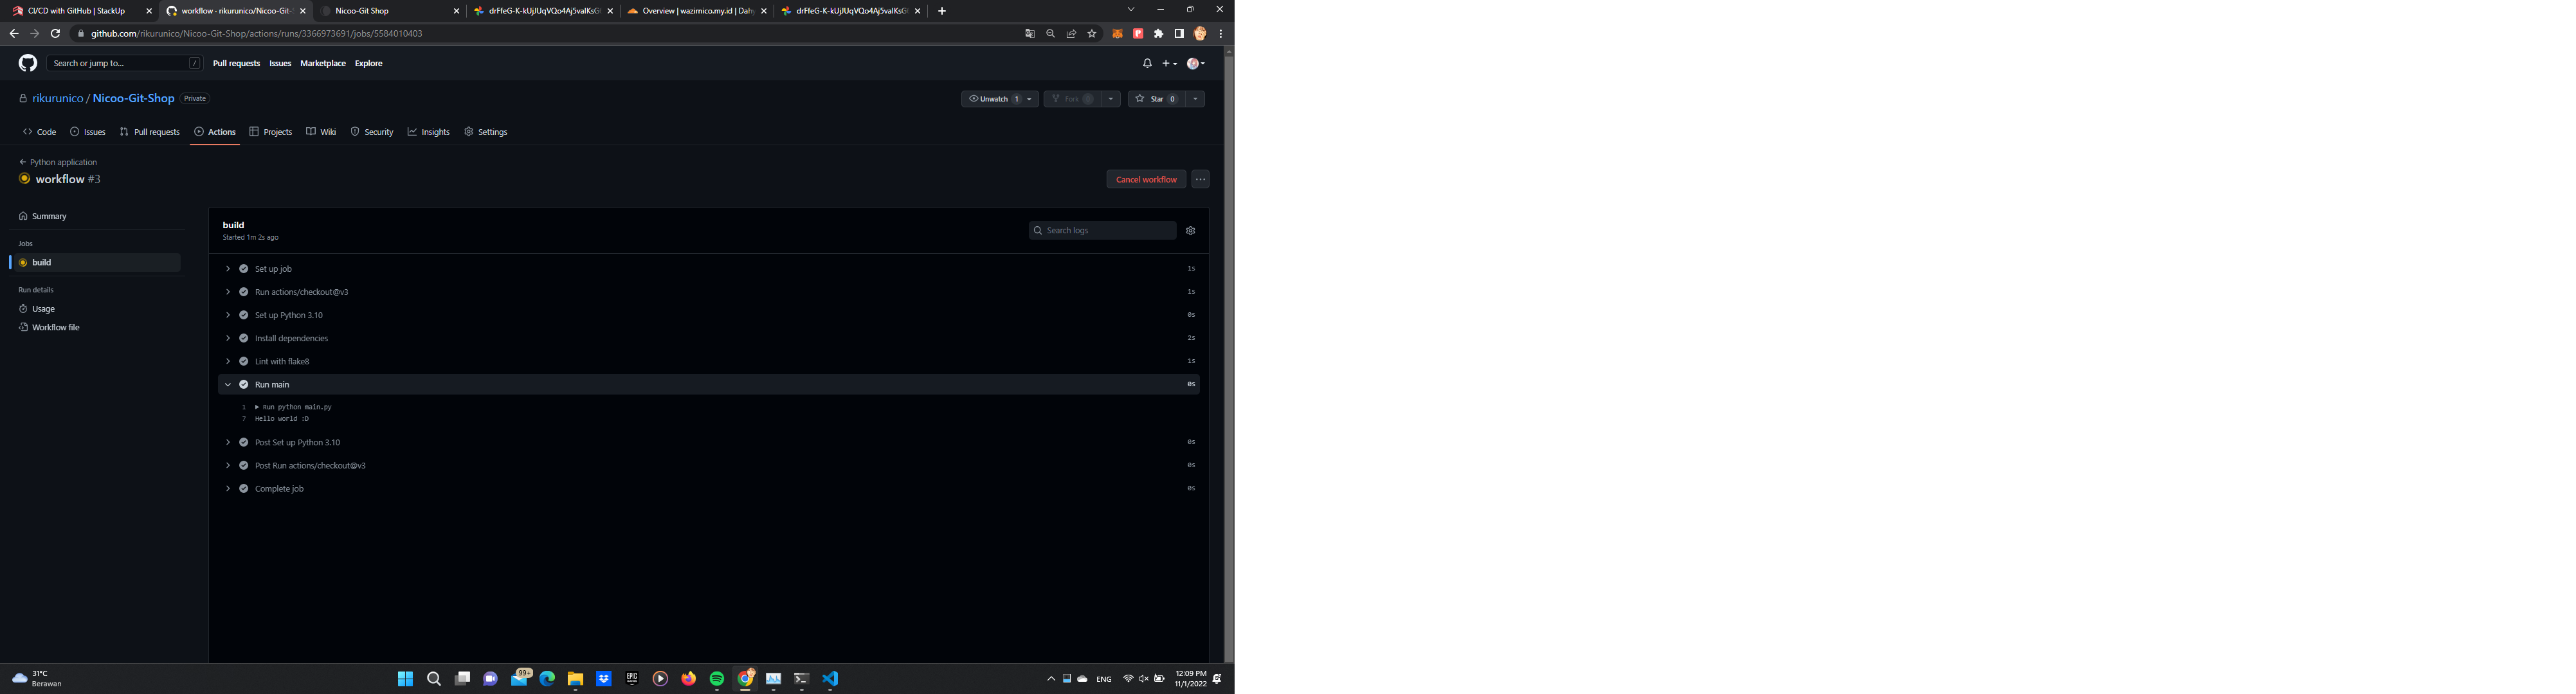 CI/CD with GitHub | StackUp
workflow · rikurunico/Nicoo-Git-
Nicoo-Git Shop
Overview | wazirnico.my.id | Dahy
github.com/rikurunico/Nicoo-Git-Shop/actions/runs/3366973691/jobs/5584010403
Search or jump to... /
Pull requests Issues Marketplace Explore
rikurunico / Nicoo-Git-Shop Private
Unwatch 1 Fork Star 0
Code Issues Pull requests Actions Projects Wiki Security Insights Settings
Python application
workflow #3
Cancel workflow
Summary
Jobs
build
Run details
Usage
Workflow file
build
Started 1m 2s ago
Search logs
Set up job 1s
Run actions/checkout@v3 1s
Set up Python 3.10 0s
Install dependencies 2s
Lint with flake8 1s
Run main 0s
1 Run python main.py
7 Hello world :D
Post Set up Python 3.10 0s
Post Run actions/checkout@v3 0s
Complete job 0s
31°C
Berawan
99+
EPIC
ENG
12:09 PM
11/1/2022